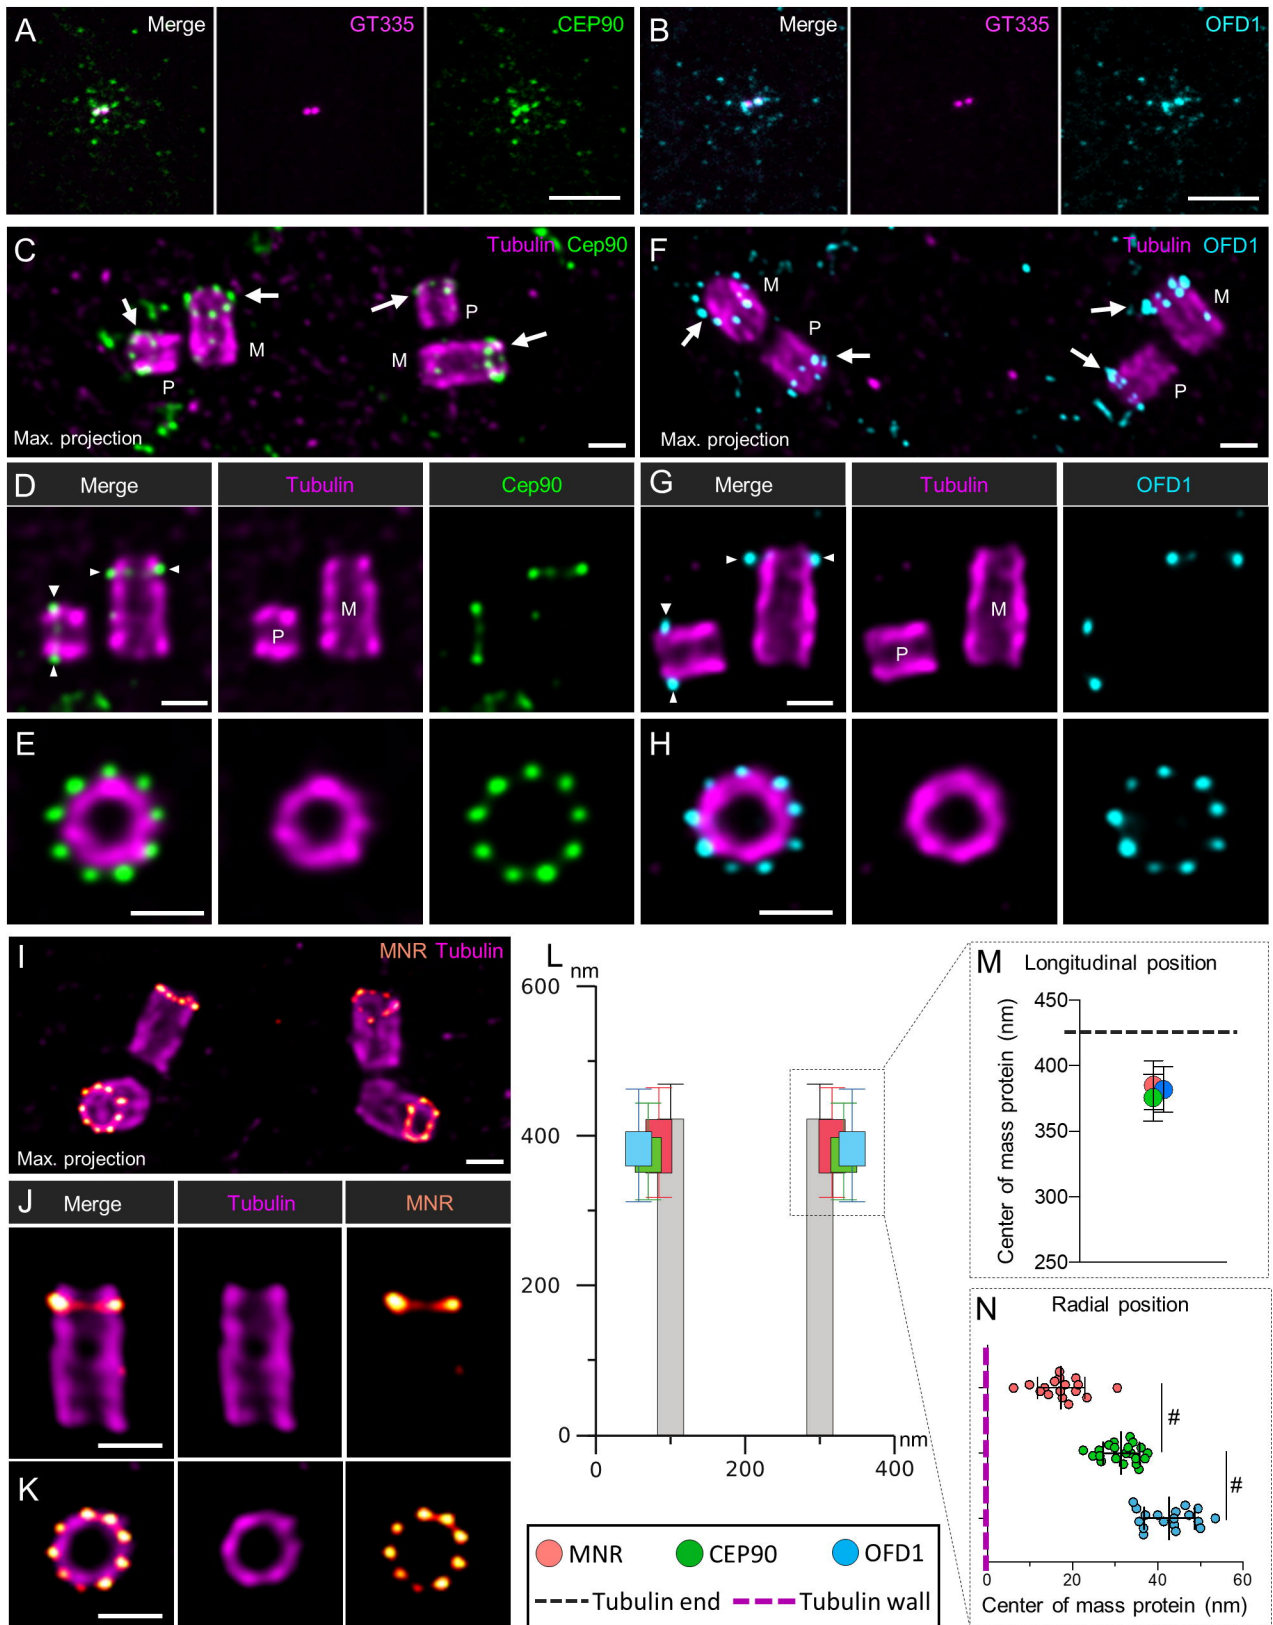 A Merge GT335 CEP90
B Merge GT335 OFD1
C Tubulin Cep90
P M P M
Max. projection
F Tubulin OFD1
M P M P
Max. projection
D Merge Tubulin Cep90
P M
G Merge Tubulin OFD1
P M
E
H
I MNR Tubulin
Max. projection
J Merge Tubulin MNR
K
L nm
600
400
200
0
0 200 400 nm
M Longitudinal position
Center of mass protein (nm)
450
400
350
300
250
N Radial position
#
#
0 20 40 60
Center of mass protein (nm)
MNR CEP90 OFD1
Tubulin end Tubulin wall